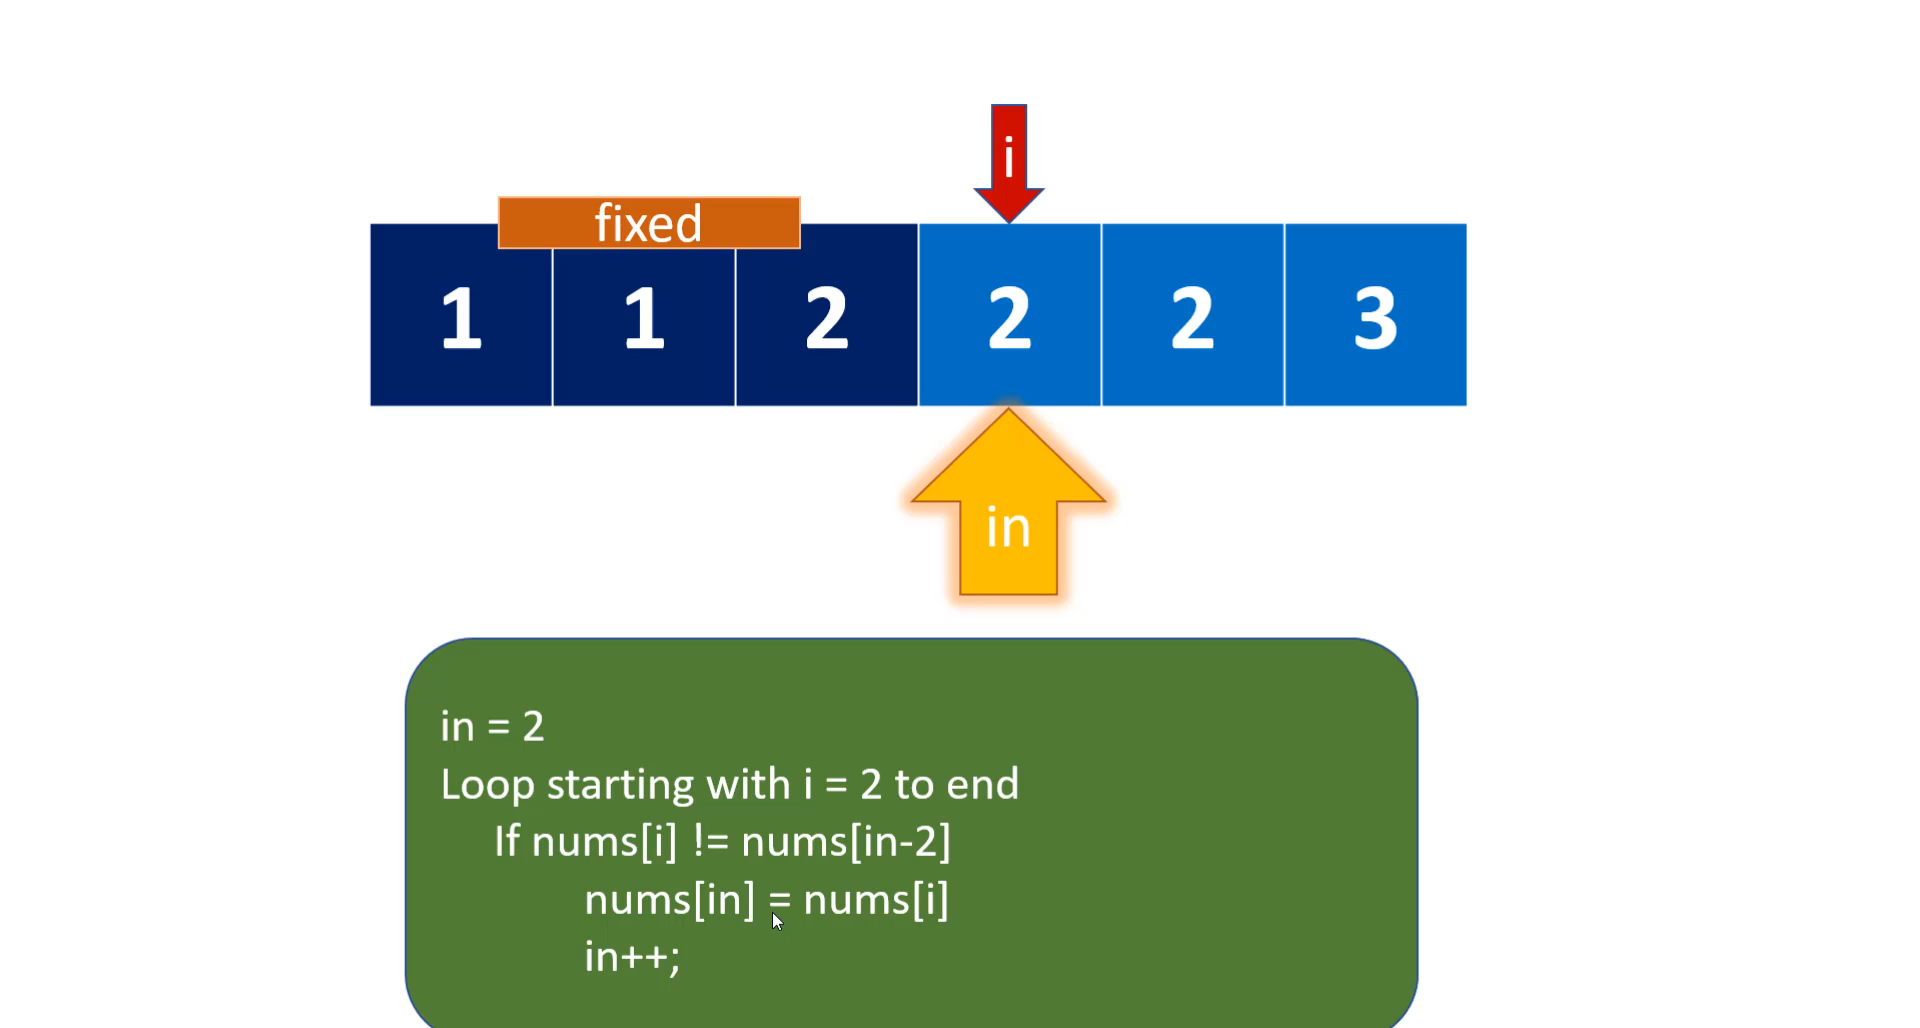 i
fixed
1 1 2 2 2 3
in
in = 2
Loop starting with i = 2 to end
If nums[i] != nums[in-2]
nums[in] = nums[i]
in++;